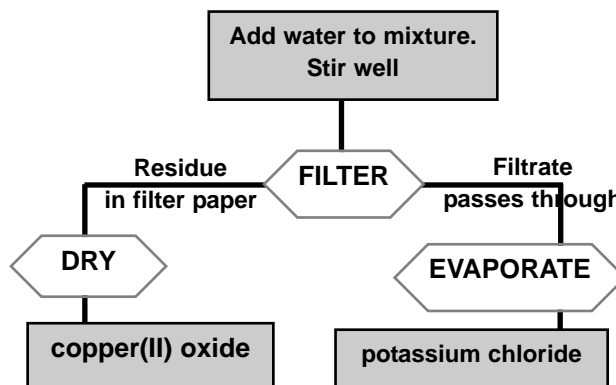 Add water to mixture.
Stir well
FILTER
Residue
in filter paper
Filtrate
passes through
DRY
EVAPORATE
copper(II) oxide
potassium chloride